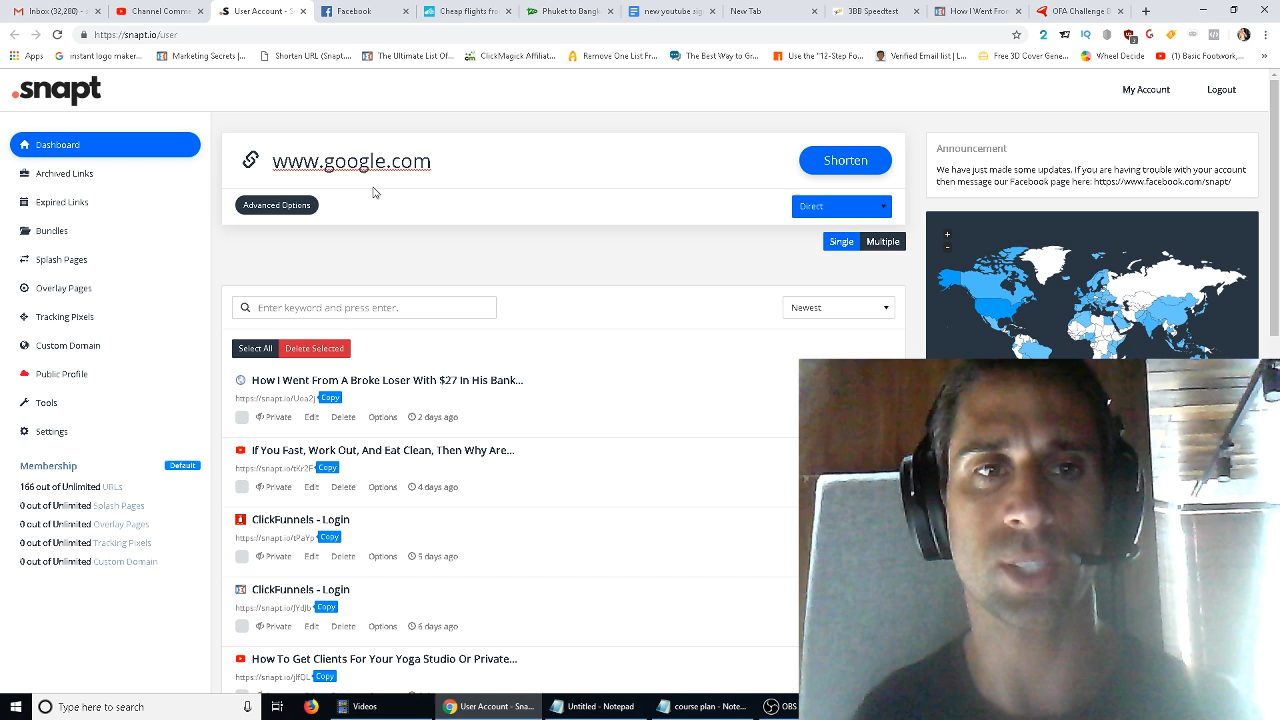 Inbox (32,280) - m
Channel Comme
User Account - S
Facebook
Cheap flights fro
Phuket to Bangk
new youtube sig
New Tab
3BB Speedtest
How I Went From
OPA Challenge D
https://snapt.io/user
Apps
instant logo maker...
Marketing Secrets |...
Shorten URL (Snapt...
The Ultimate OTO...
ClickMagick Affiliat...
Remove One List Fr...
The Best Way to Gr...
Use the "12-Step Fo...
Verified Email list | ...
Free 3D Cover Gene...
Wheel Decide
(1) Basic Footwork,...
.snapt
My Account
Logout
Dashboard
Archived Links
Expired Links
Bundles
Splash Pages
Overlay Pages
Tracking Pixels
Custom Domain
Public Profile
Tools
Settings
Membership
Default
166 out of Unlimited URLs
0 out of Unlimited Splash Pages
0 out of Unlimited Overlay Pages
0 out of Unlimited Tracking Pixels
0 out of Unlimited Custom Domain
www.google.com
Shorten
Advanced Options
Direct
Single
Multiple
Enter keyword and press enter.
Newest
Select All
Delete Selected
How I Went From A Broke Loser With $27 In His Bank...
Copy
Private Edit Delete Options 2 days ago
If You Fast, Work Out, And Eat Clean, Then Why Are...
Copy
Private Edit Delete Options 4 days ago
ClickFunnels - Login
Copy
Private Edit Delete Options 5 days ago
ClickFunnels - Login
Copy
Private Edit Delete Options 6 days ago
How To Get Clients For Your Yoga Studio Or Private...
https://snapt.io/jlfQL Copy
Announcement
We have just made some updates. If you are having trouble with your account
then message our Facebook page here: https://www.facebook.com/snapt/
+
-
Type here to search
Videos
User Account - Sna...
Untitled - Notepad
course plan - Note...
OBS